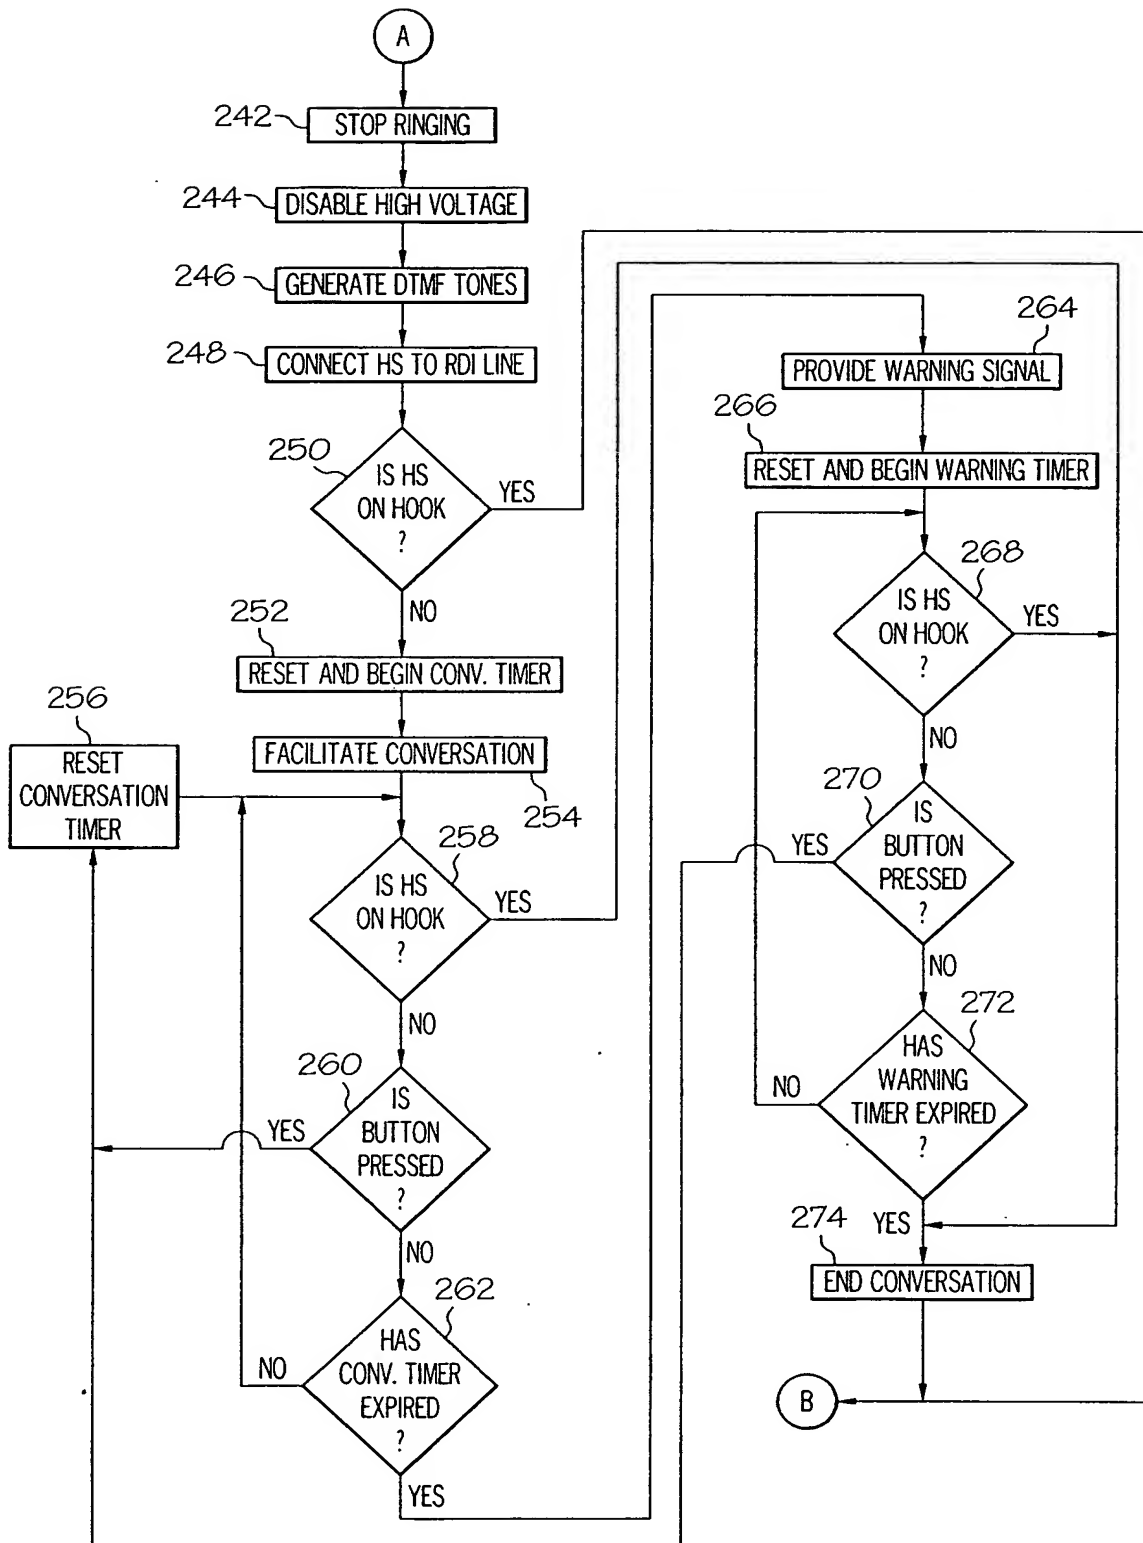 A
242
STOP RINGING
244
DISABLE HIGH VOLTAGE
246
GENERATE DTMF TONES
248
CONNECT HS TO RDI LINE
250
IS HS
ON HOOK
?
YES
NO
252
RESET AND BEGIN CONV. TIMER
256
RESET
CONVERSATION
TIMER
FACILITATE CONVERSATION
254
258
IS HS
ON HOOK
?
YES
NO
260
IS
BUTTON
PRESSED
?
YES
NO
262
HAS
CONV. TIMER
EXPIRED
?
NO
YES
264
PROVIDE WARNING SIGNAL
266
RESET AND BEGIN WARNING TIMER
268
IS HS
ON HOOK
?
YES
NO
270
IS
BUTTON
PRESSED
?
YES
NO
272
HAS
WARNING
TIMER EXPIRED
?
NO
YES
274
END CONVERSATION
B